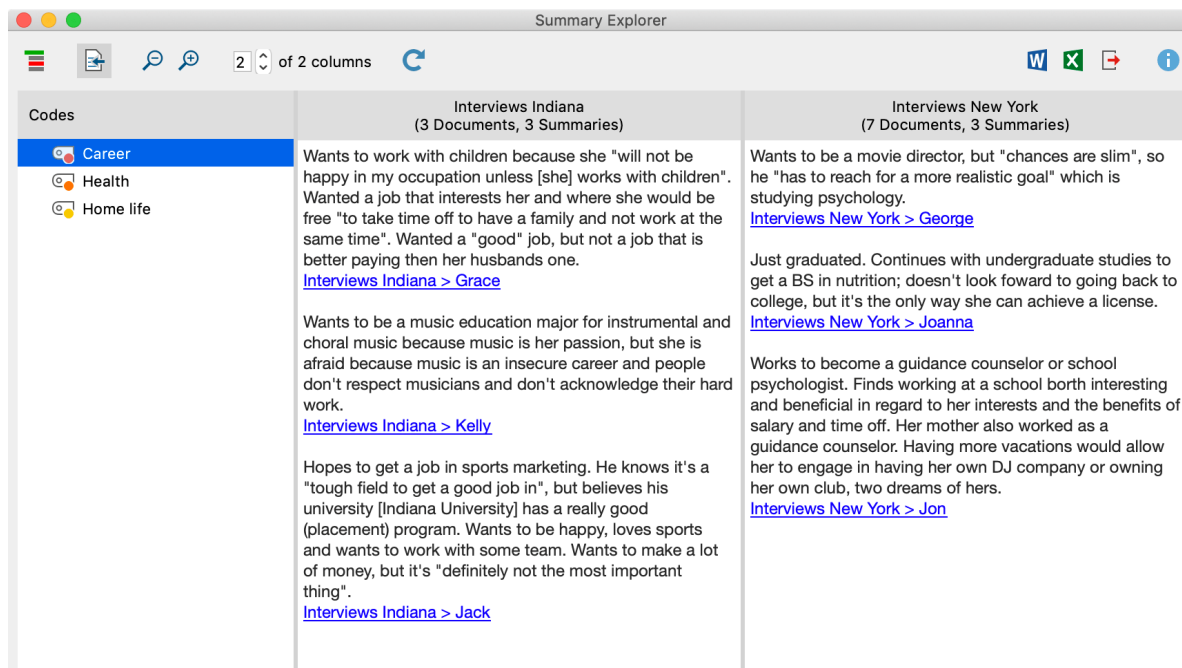 Summary Explorer
2
of 2 columns
W
X
i
Codes
Career
Health
Home life
Interviews Indiana
(3 Documents, 3 Summaries)
Wants to work with children because she "will not be
happy in my occupation unless [she] works with children".
Wanted a job that interests her and where she would be
free "to take time off to have a family and not work at the
same time". Wanted a "good" job, but not a job that is
better paying then her husbands one.
Interviews Indiana > Grace
Wants to be a music education major for instrumental and
choral music because music is her passion, but she is
afraid because music is an insecure career and people
don't respect musicians and don't acknowledge their hard
work.
Interviews Indiana > Kelly
Hopes to get a job in sports marketing. He knows it's a
"tough field to get a good job in", but believes his
university [Indiana University] has a really good
(placement) program. Wants to be happy, loves sports
and wants to work with some team. Wants to make a lot
of money, but it's "definitely not the most important
thing".
Interviews Indiana > Jack
Interviews New York
(7 Documents, 3 Summaries)
Wants to be a movie director, but "chances are slim", so
he "has to reach for a more realistic goal" which is
studying psychology.
Interviews New York > George
Just graduated. Continues with undergraduate studies to
get a BS in nutrition; doesn't look foward to going back to
college, but it's the only way she can achieve a license.
Interviews New York > Joanna
Works to become a guidance counselor or school
psychologist. Finds working at a school borth interesting
and beneficial in regard to her interests and the benefits of
salary and time off. Her mother also worked as a
guidance counselor. Having more vacations would allow
her to engage in having her own DJ company or owning
her own club, two dreams of hers.
Interviews New York > Jon